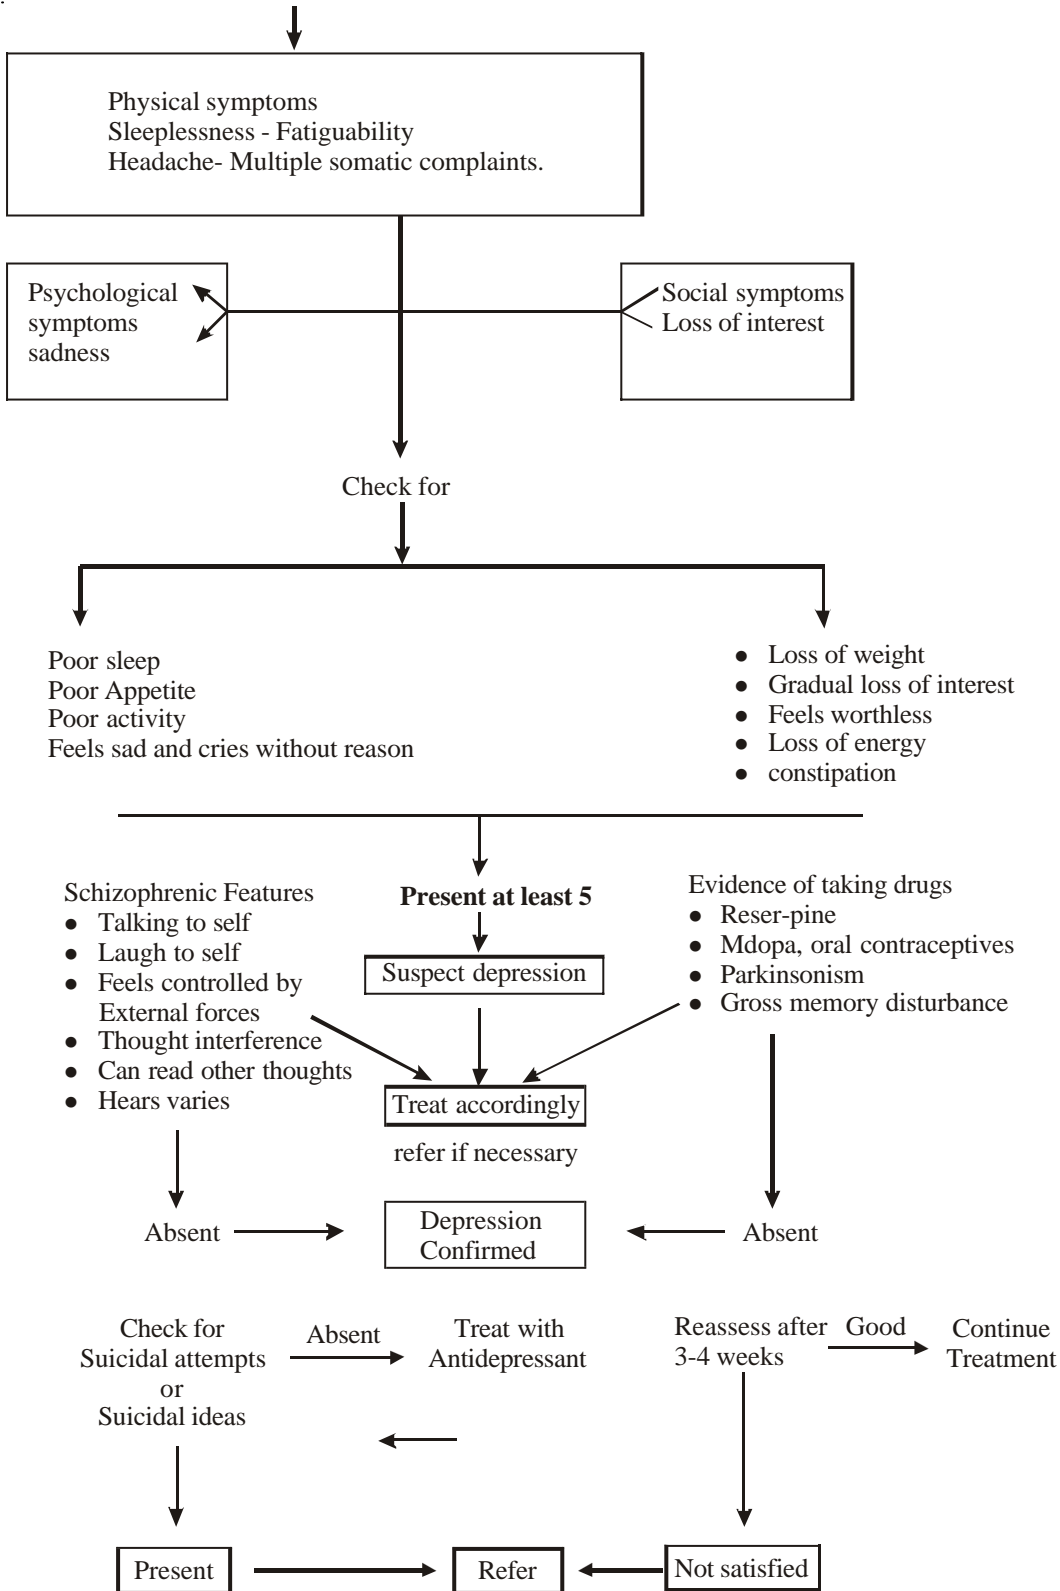 Physical symptoms
Sleeplessness - Fatiguability
Headache- Multiple somatic complaints.
Psychological
symptoms
sadness
Social symptoms
Loss of interest
Check for
Poor sleep
Poor Appetite
Poor activity
Feels sad and cries without reason
● Loss of weight
● Gradual loss of interest
● Feels worthless
● Loss of energy
● constipation
Schizophrenic Features
● Talking to self
● Laugh to self
● Feels controlled by
External forces
● Thought interference
● Can read other thoughts
● Hears varies
Present at least 5
Suspect depression
Evidence of taking drugs
● Reser-pine
● Mdopa, oral contraceptives
● Parkinsonism
● Gross memory disturbance
Treat accordingly
refer if necessary
Absent
Depression
Confirmed
Absent
Check for
Suicidal attempts
or
Suicidal ideas
Absent
Treat with
Antidepressant
Reassess after
3-4 weeks
Good
Continue
Treatment
Present
Refer
Not satisfied